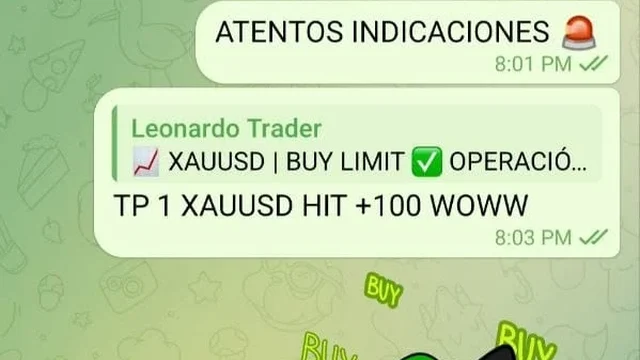 ATENTOS INDICACIONES 🚨
8:01 PM
Leonardo Trader
📈 XAUUSD | BUY LIMIT ✅ OPERACIÓ...
TP 1 XAUUSD HIT +100 WOWW
8:03 PM
BUY
BUY
BUY